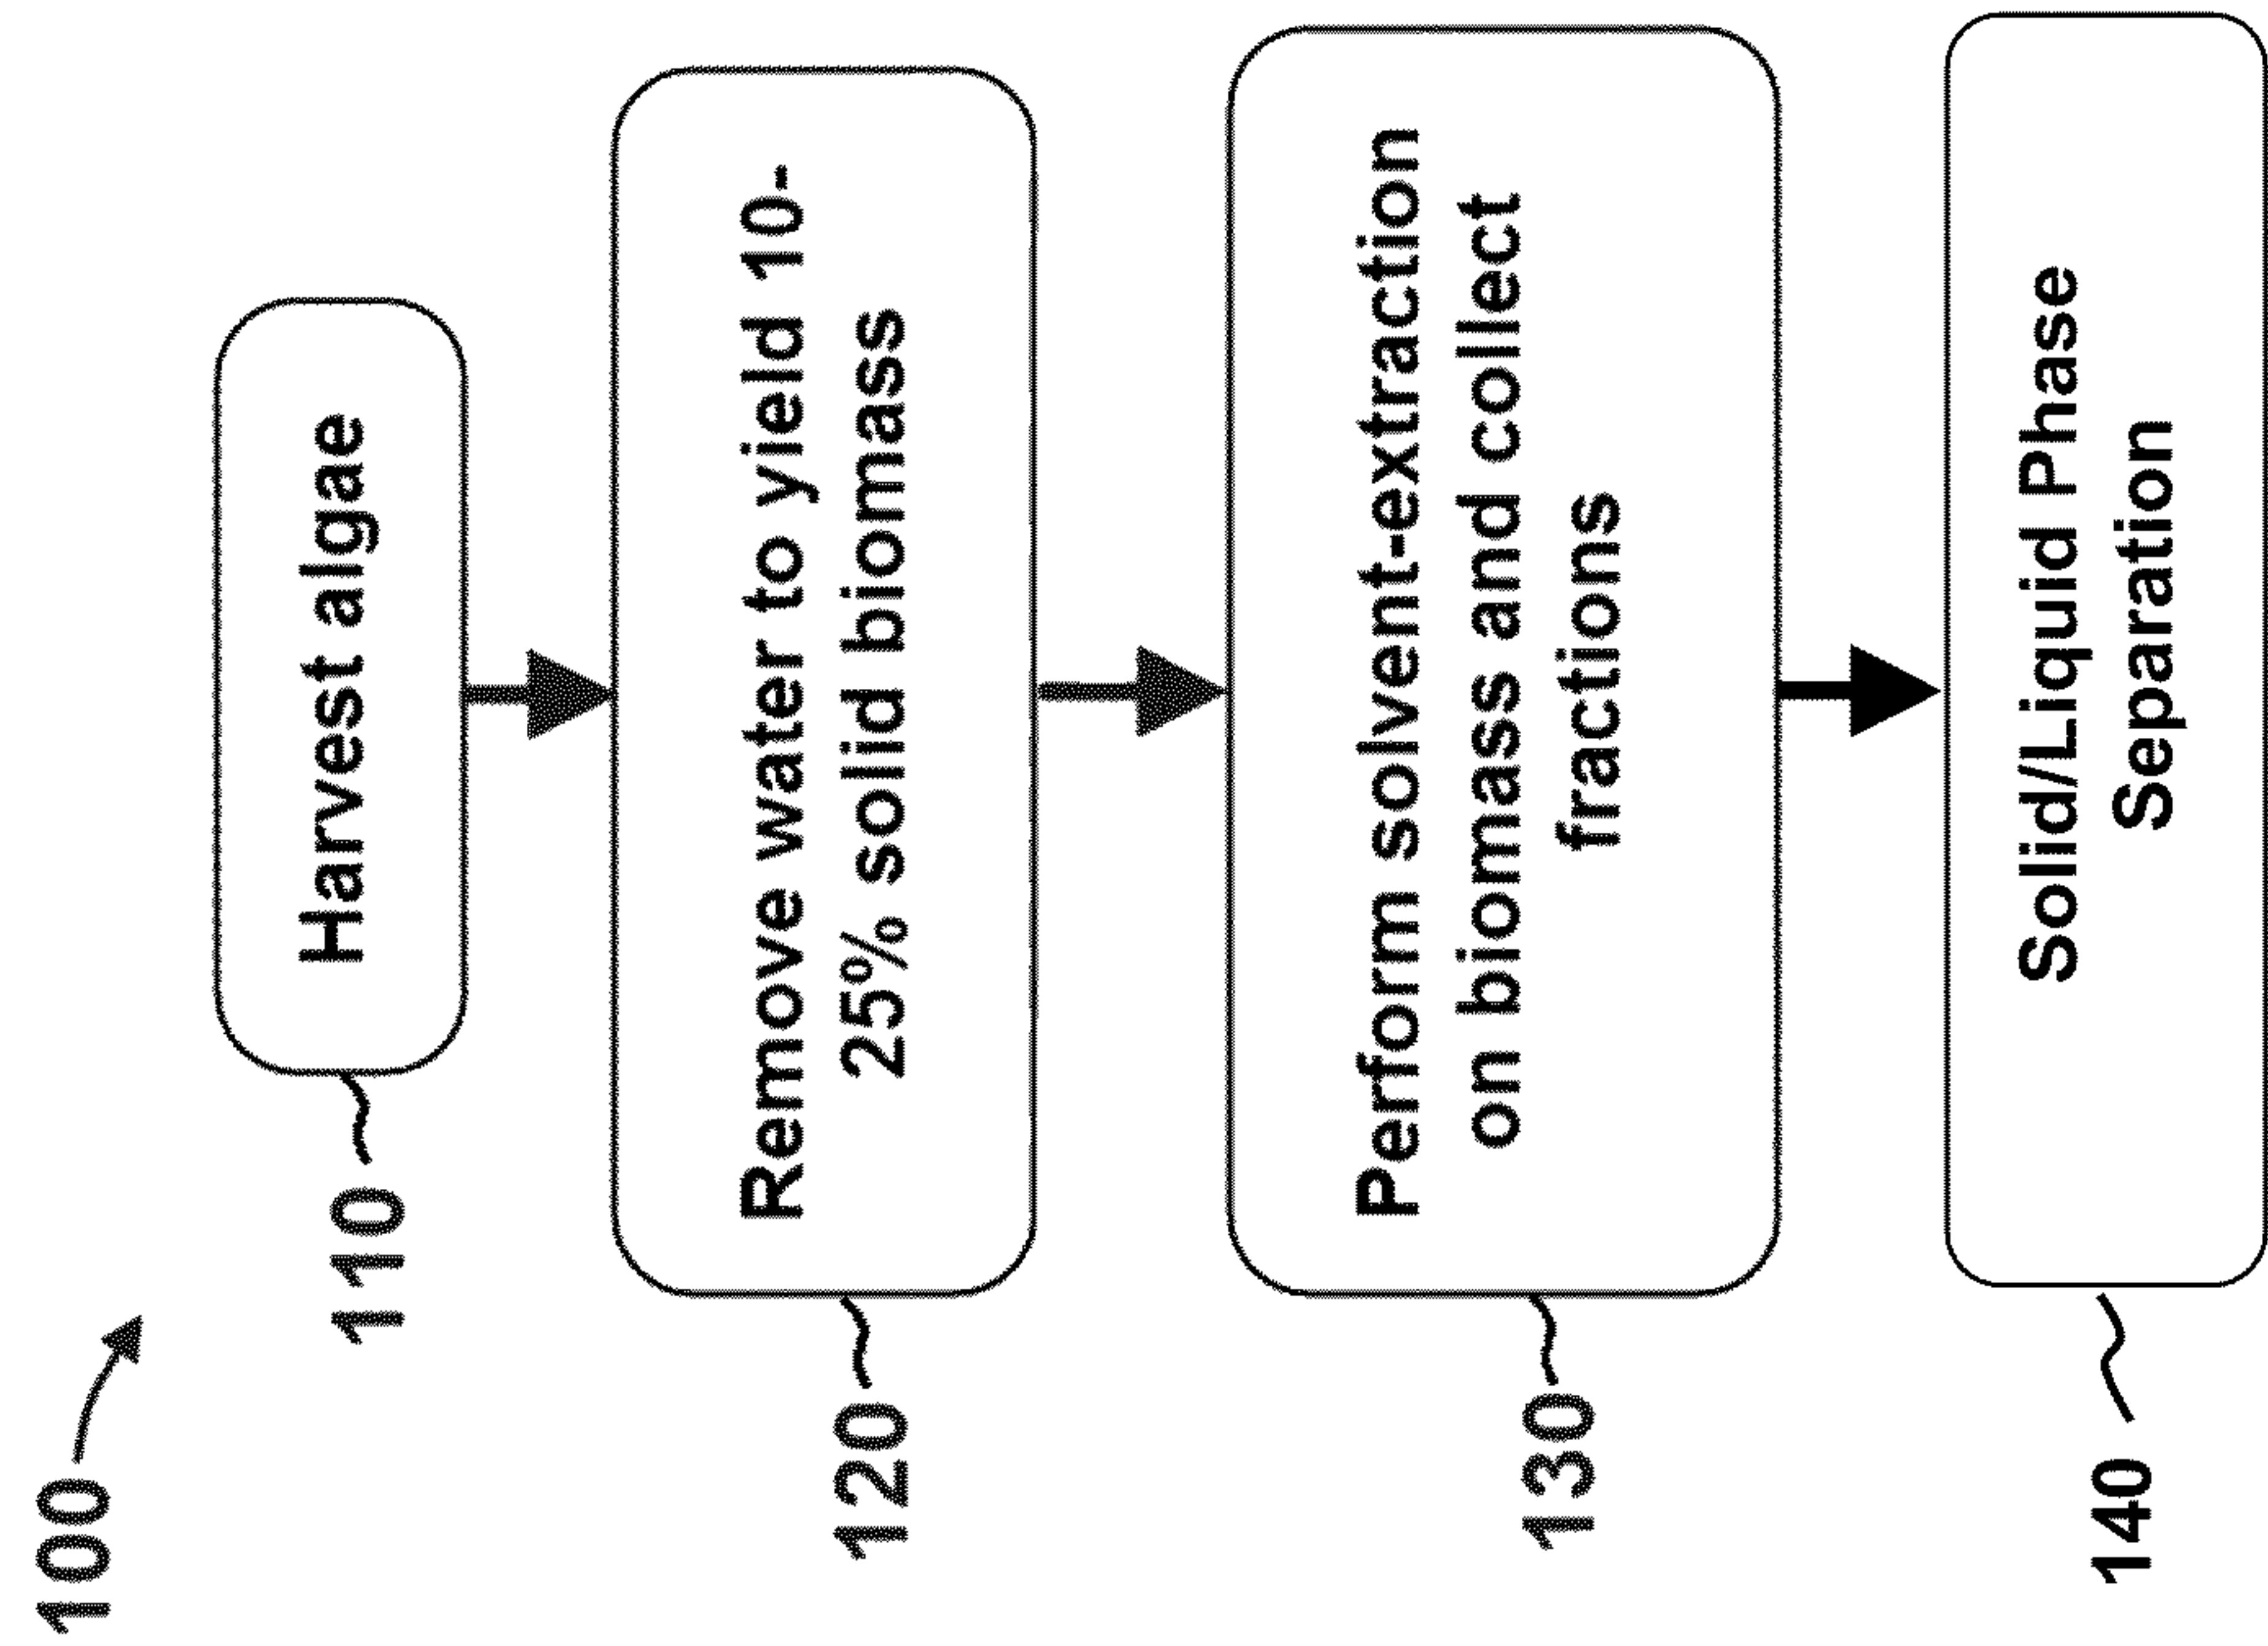 100
110
Harvest algae
120
Remove water to yield 10-
25% solid biomass
130
Perform solvent-extraction
on biomass and collect
fractions
140
Solid/Liquid Phase
Separation